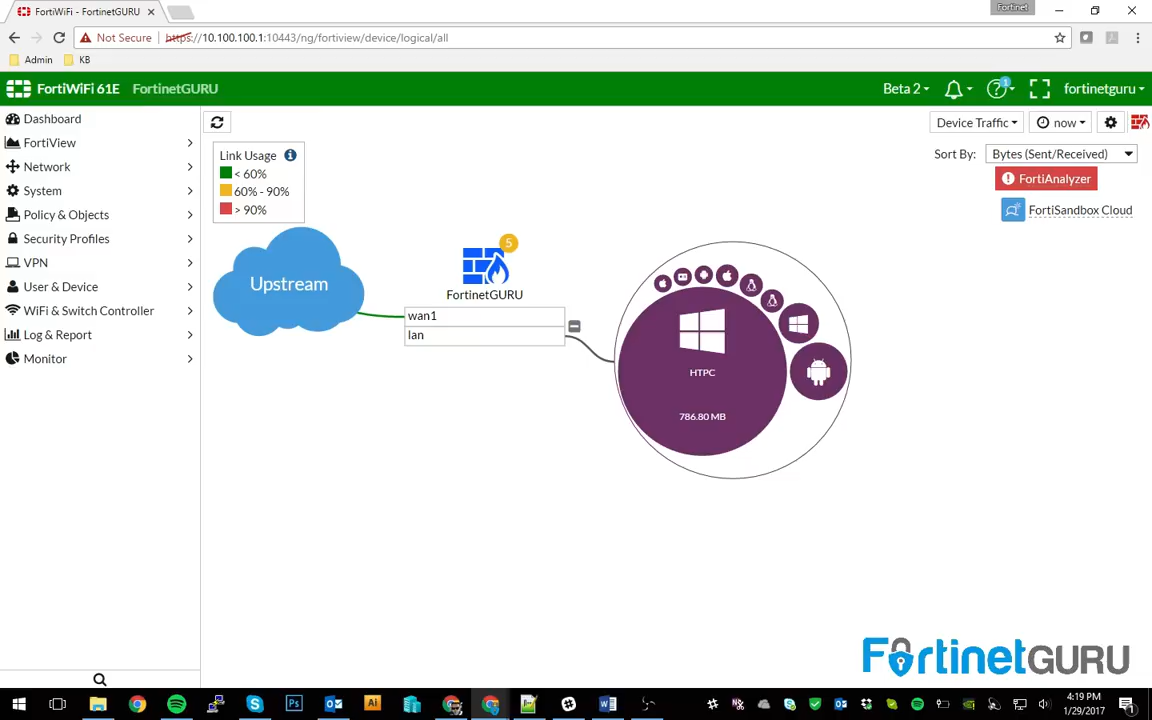 FortiWiFi - FortinetGURU
Fortinet
Not Secure
https://10.100.100.1:10443/ng/fortiview/device/logical/all
Admin
KB
FortiWiFi 61E
FortinetGURU
Beta 2
1
fortinetguru
Dashboard
FortiView
Network
System
Policy & Objects
Security Profiles
VPN
User & Device
WiFi & Switch Controller
Log & Report
Monitor
Device Traffic
now
Sort By:
Bytes (Sent/Received)
FortiAnalyzer
FortiSandbox Cloud
Link Usage
< 60%
60% - 90%
> 90%
Upstream
5
FortinetGURU
wan1
lan
HTPC
786.80 MB
FortinetGURU
4:19 PM
1/29/2017